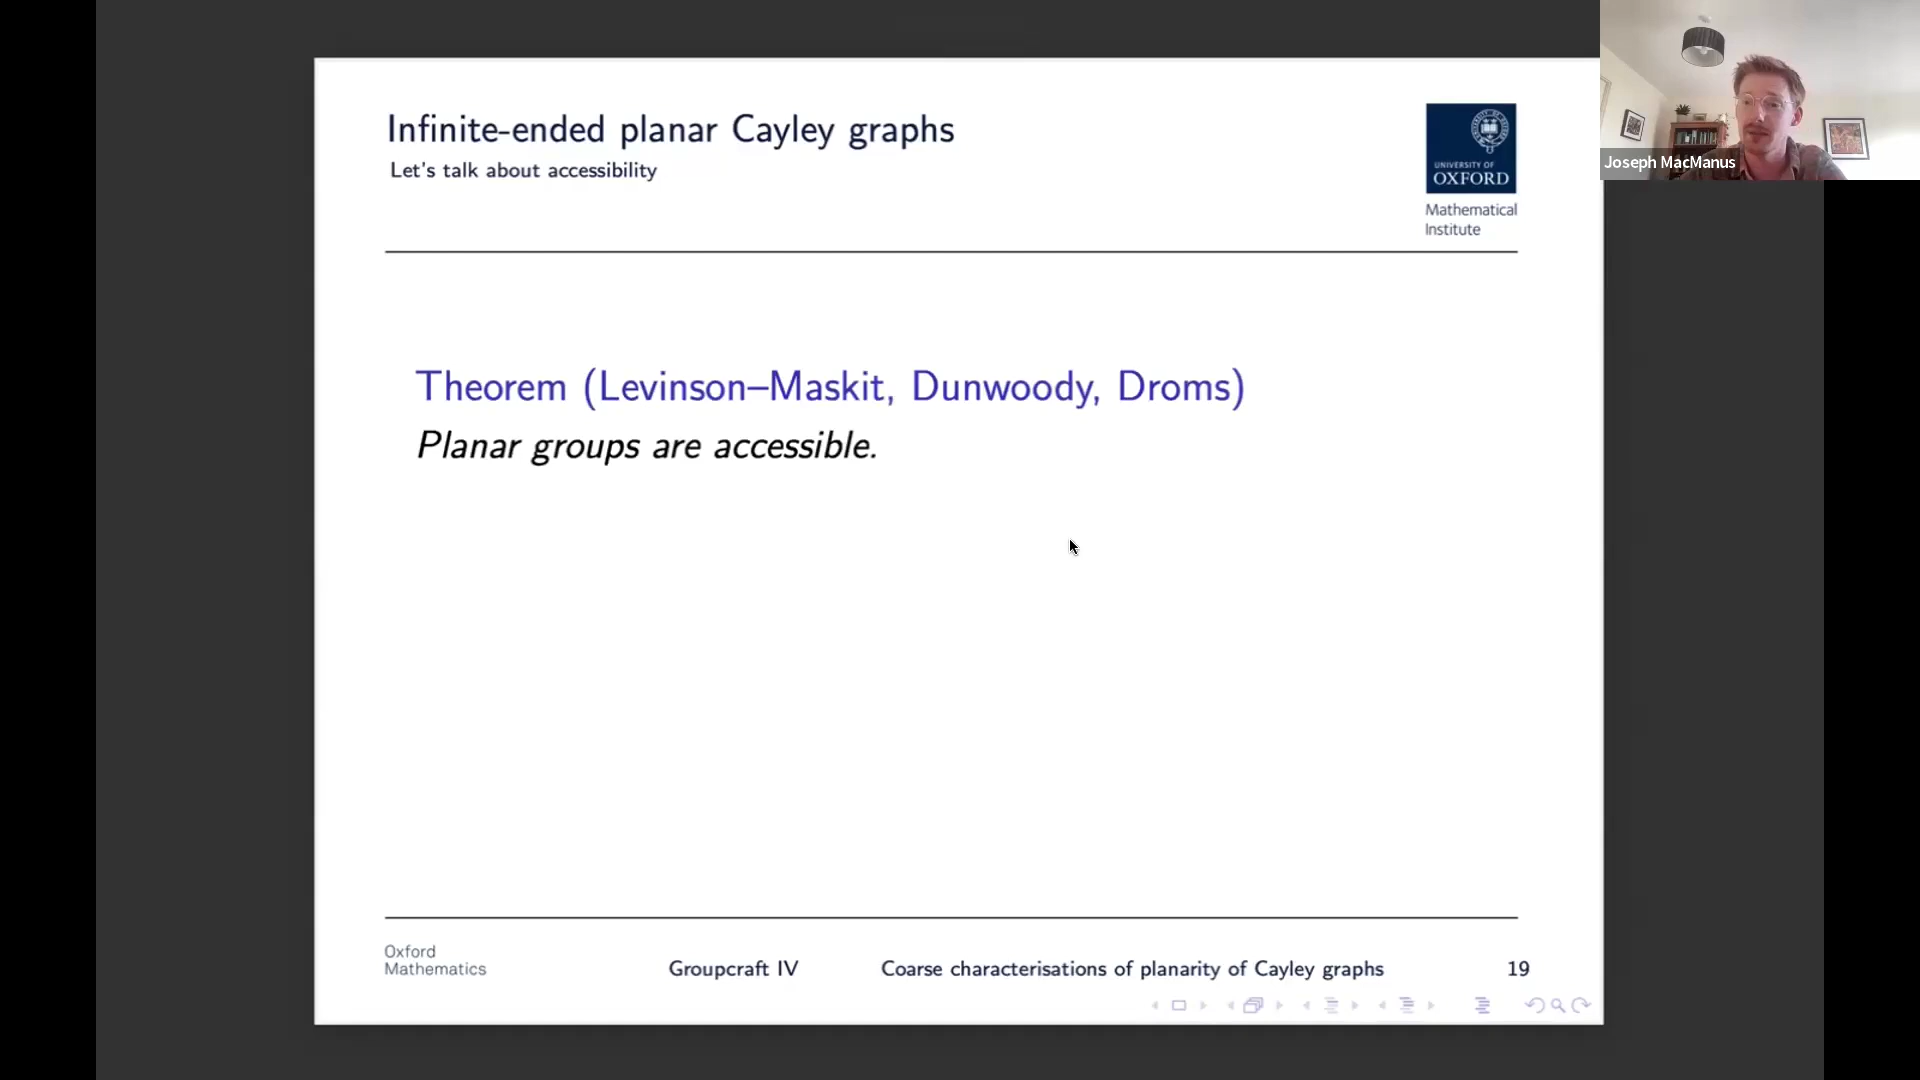 Infinite-ended planar Cayley graphs
Let's talk about accessibility
UNIVERSITY OF
OXFORD
Mathematical
Institute
Joseph MacManus
Theorem (Levinson–Maskit, Dunwoody, Droms)
Planar groups are accessible.
Oxford
Mathematics
Groupcraft IV
Coarse characterisations of planarity of Cayley graphs
19